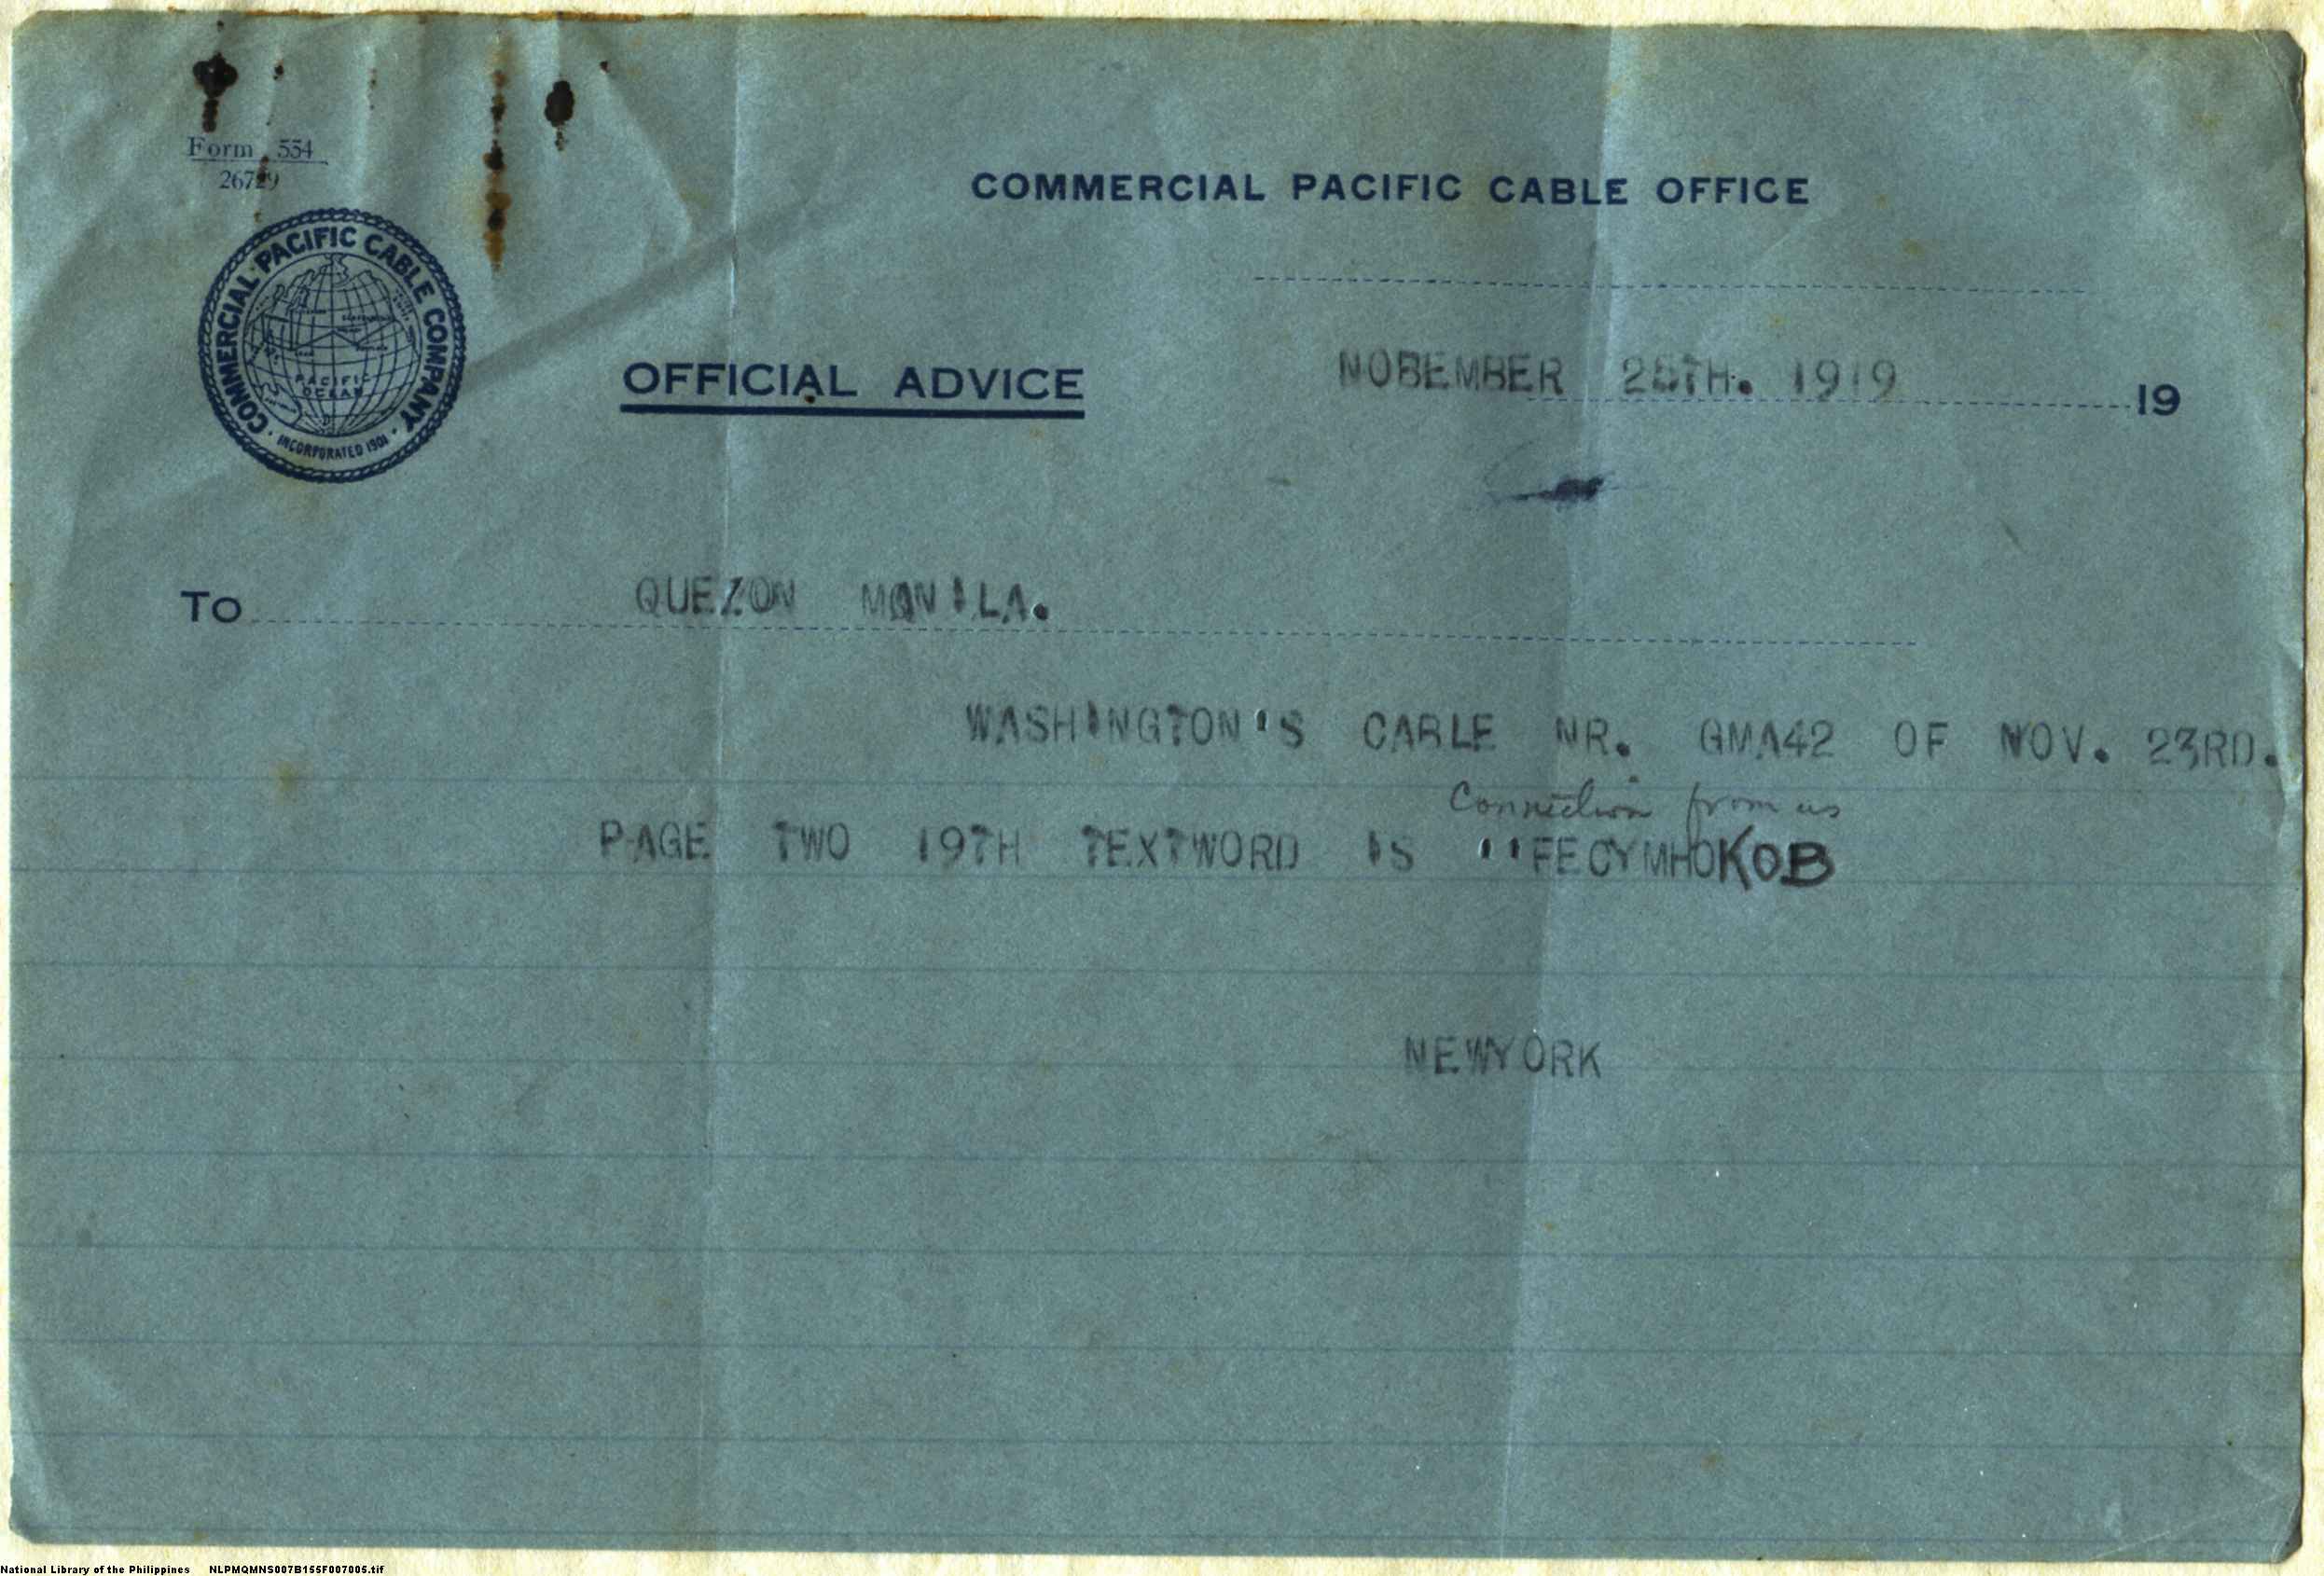 Form 554
26729
COMMERCIAL PACIFIC CABLE OFFICE
COMMERCIAL PACIFIC CABLE COMPANY
PACIFIC
OCEAN
INCORPORATED 1901
OFFICIAL ADVICE
NOBEMBER 25TH. 1919 19
To QUEZON MANILA.
WASHINGTON'S CABLE NR. GMA42 OF NOV. 23RD.
from us
PAGE TWO 19TH TEXTWORD IS "FECYMHOKOB
NEWYORK
National Library of the Philippines NLPMQMNS007B155F007005.tif